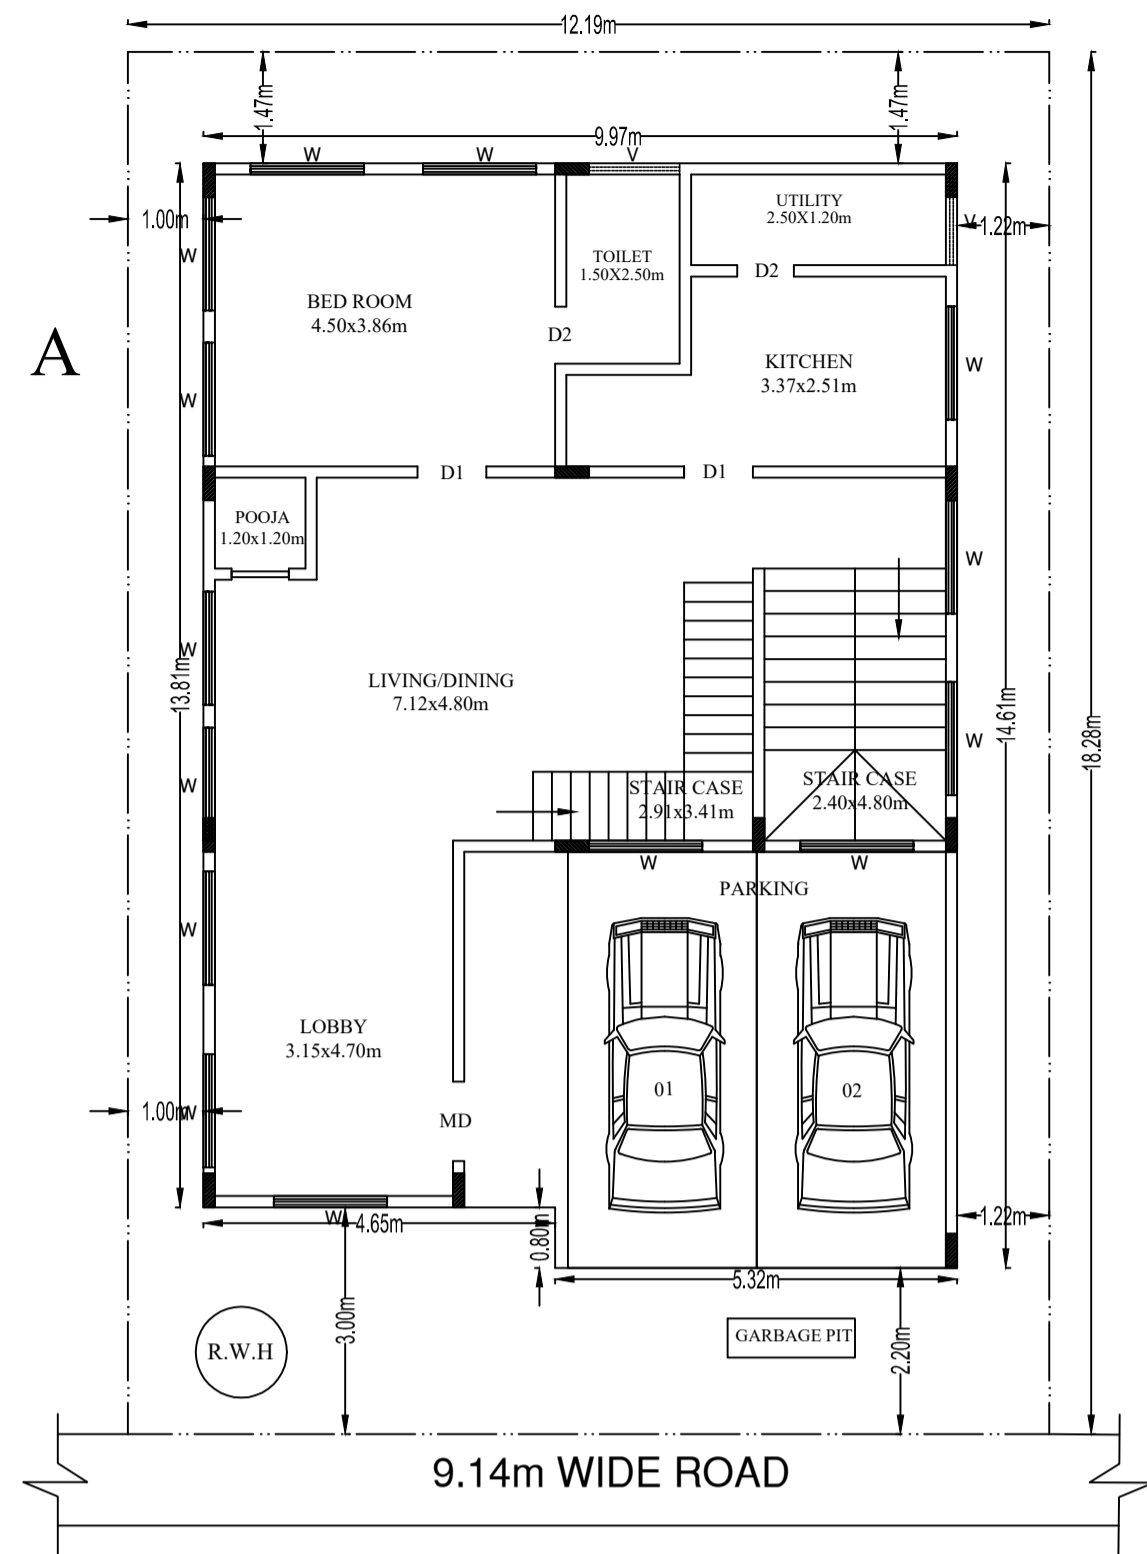 12.19m
1.47m
1.47m
9.97m
W
W
V
UTILITY
2.50X1.20m
1.00m
V
1.22m
W
TOILET
1.50X2.50m
D2
BED ROOM
4.50x3.86m
D2
A
KITCHEN
3.37x2.51m
W
W
D1
D1
POOJA
1.20x1.20m
W
W
13.81m
LIVING/DINING
7.12x4.80m
14.61m
18.28m
W
W
STAIR CASE
2.91x3.41m
STAIR CASE
2.40x4.80m
W
W
PARKING
W
LOBBY
3.15x4.70m
01
02
1.00m
W
MD
W
4.65m
0.80m
1.22m
5.32m
3.00m
2.20m
R.W.H
GARBAGE PIT
9.14m WIDE ROAD